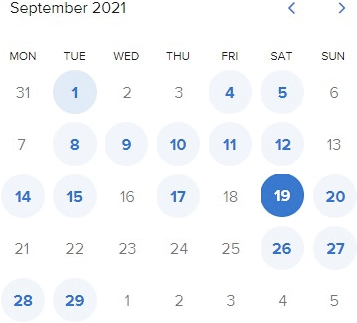 September 2021
MON TUE WED THU FRI SAT SUN
31 1 2 3 4 5 6
7 8 9 10 11 12 13
14 15 16 17 18 19 20
21 22 23 24 25 26 27
28 29 1 2 3 4 5